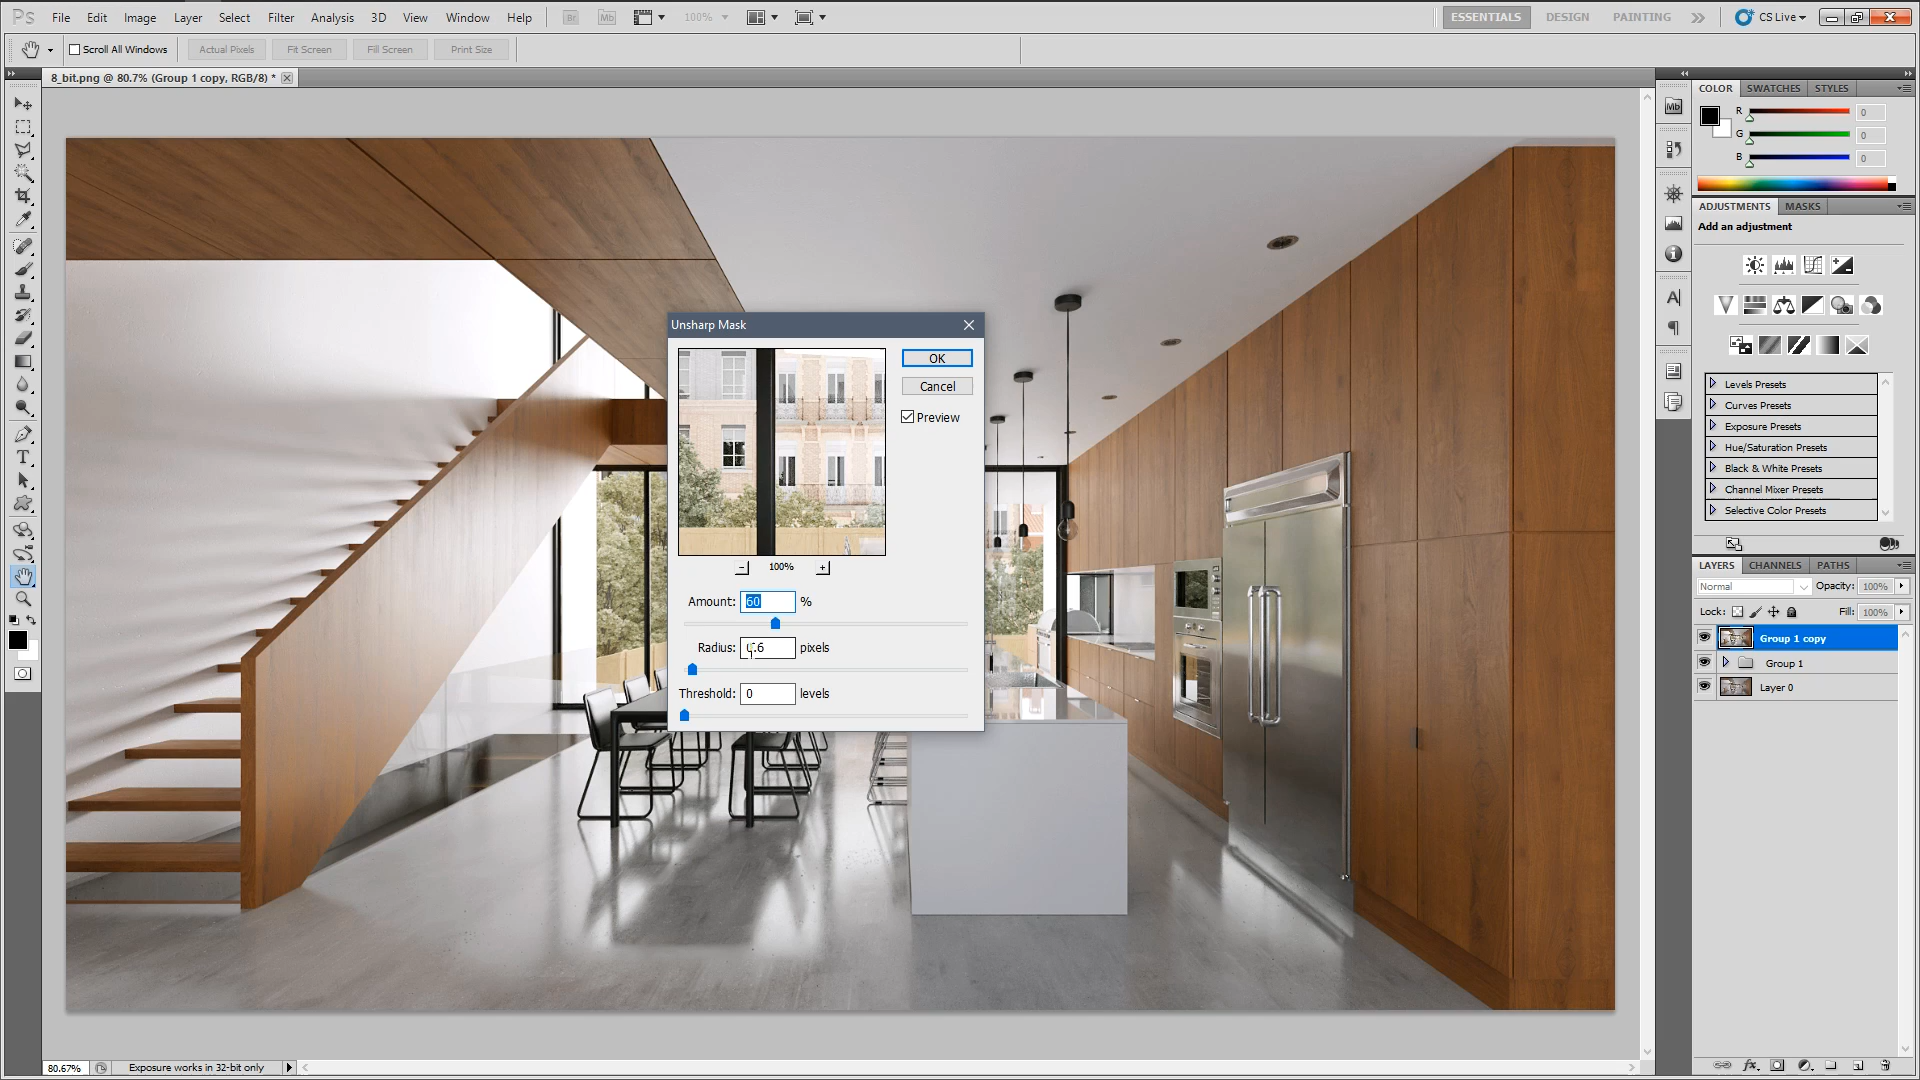 Ps File Edit Image Layer Select Filter Analysis 3D View Window Help Br Mb 100% ESSENTIALS DESIGN PAINTING CS Live
Scroll All Windows Actual Pixels Fit Screen Fill Screen Print Size
8_bit.png @ 80.7% (Group 1 copy, RGB/8) *
COLOR SWATCHES STYLES
Mb
R 0
G 0
B 0
ADJUSTMENTS MASKS
Add an adjustment
Levels Presets
Curves Presets
Exposure Presets
Hue/Saturation Presets
Black & White Presets
Channel Mixer Presets
Selective Color Presets
LAYERS CHANNELS PATHS
Normal Opacity: 100%
Lock: Fill: 100%
Group 1 copy
Group 1
Layer 0
Unsharp Mask
OK
Cancel
Preview
100%
Amount: 60 %
Radius: 0.6 pixels
Threshold: 0 levels
80.67% Exposure works in 32-bit only